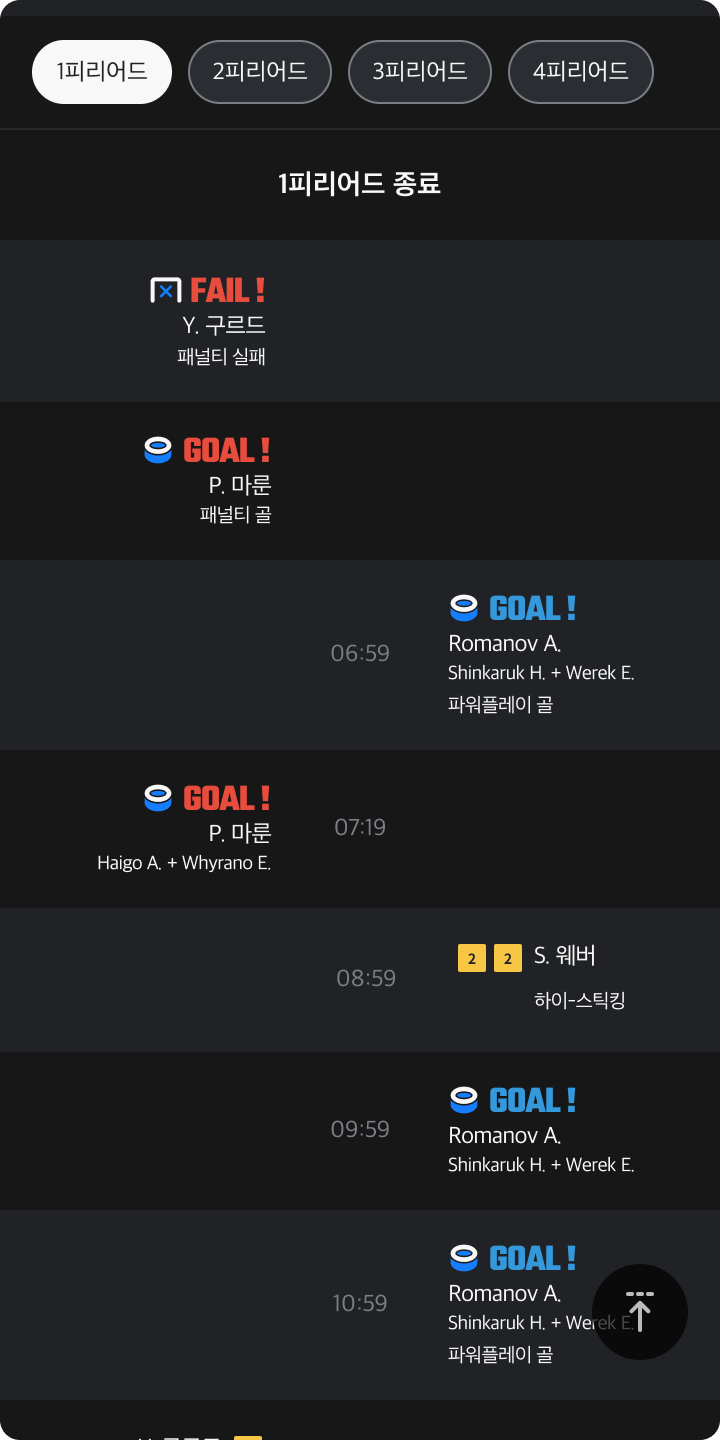 1피리어드 2피리어드 3피리어드 4피리어드
1피리어드 종료
FAIL !
Y. 구르드
패널티 실패
GOAL !
P. 마룬
패널티 골
GOAL !
06:59
Romanov A.
Shinkaruk H. + Werek E.
파워플레이 골
GOAL !
P. 마룬
07:19
Haigo A. + Whyrano E.
2 2 S. 웨버
08:59
하이-스틱킹
GOAL !
09:59
Romanov A.
Shinkaruk H. + Werek E.
GOAL !
10:59
Romanov A.
Shinkaruk H. + Werek E.
파워플레이 골